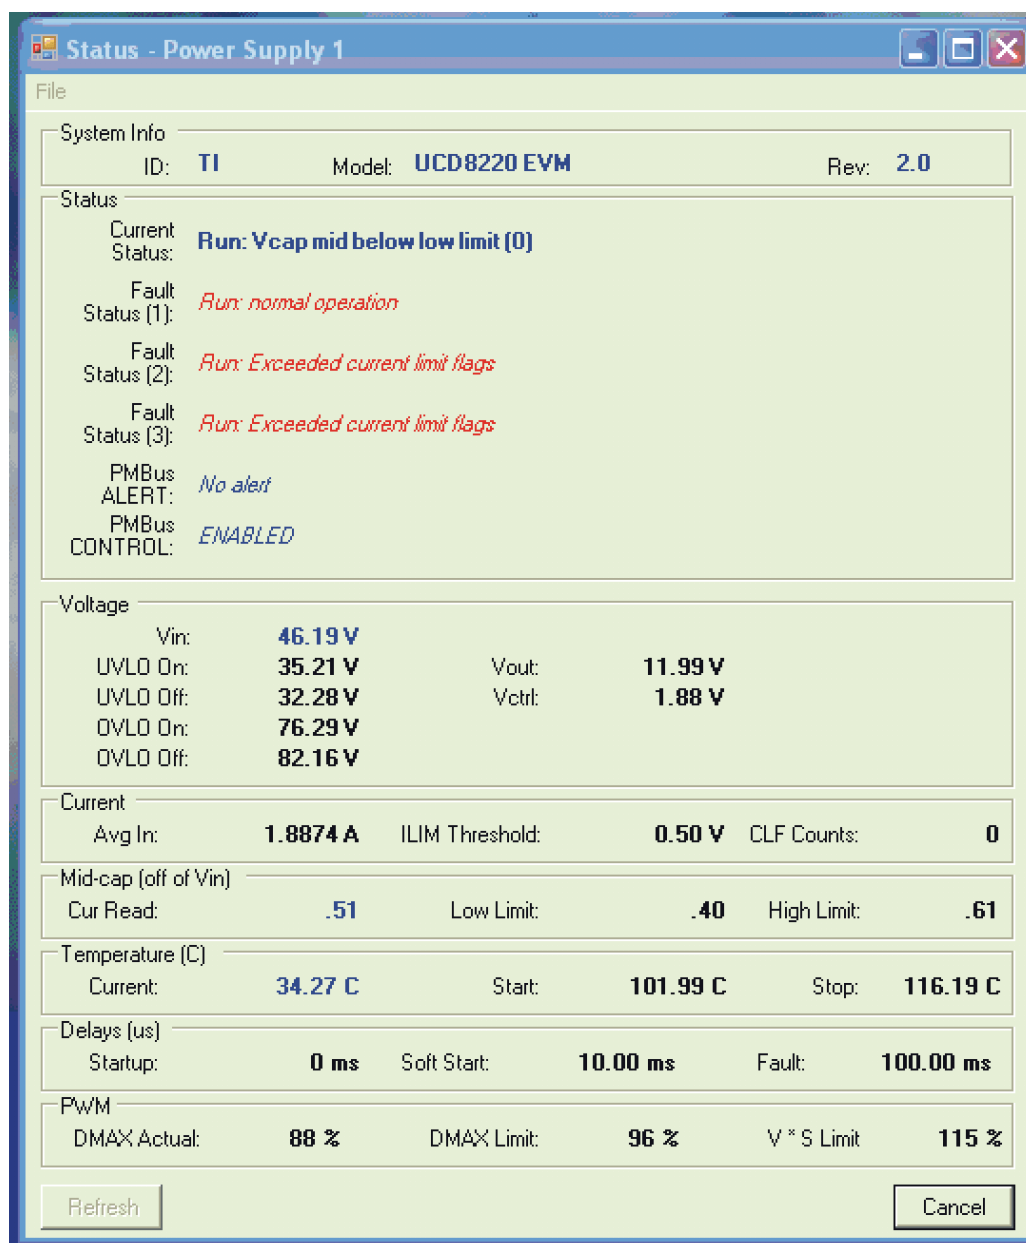 Status - Power Supply 1
File
System Info
ID: TI Model: UCD8220 EVM Rev: 2.0
Status
Current Status: Run: Vcap mid below low limit (0)
Fault Status (1): Run: normal operation
Fault Status (2): Run: Exceeded current limit flags
Fault Status (3): Run: Exceeded current limit flags
PMBus ALERT: No alert
PMBus CONTROL: ENABLED
Voltage
Vin: 46.19 V
UVLO On: 35.21 V Vout: 11.99 V
UVLO Off: 32.28 V Vctrl: 1.88 V
OVLO On: 76.29 V
OVLO Off: 82.16 V
Current
Avg In: 1.8874 A ILIM Threshold: 0.50 V CLF Counts: 0
Mid-cap (off of Vin)
Cur Read: .51 Low Limit: .40 High Limit: .61
Temperature (C)
Current: 34.27 C Start: 101.99 C Stop: 116.19 C
Delays (us)
Startup: 0 ms Soft Start: 10.00 ms Fault: 100.00 ms
PWM
DMAX Actual: 88 % DMAX Limit: 96 % V * S Limit 115 %
Refresh Cancel